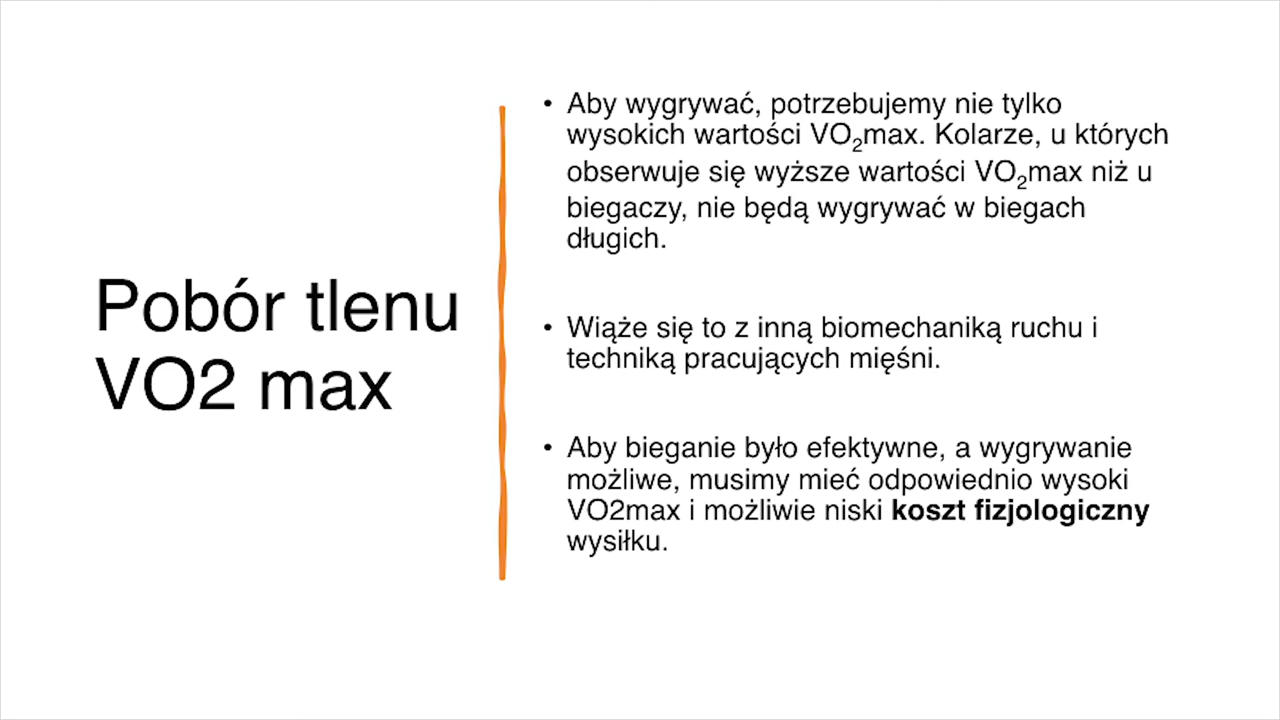 Pobór tlenu
VO2 max
• Aby wygrywać, potrzebujemy nie tylko
wysokich wartości VO₂max. Kolarze, u których
obserwuje się wyższe wartości VO₂max niż u
biegaczy, nie będą wygrywać w biegach
długich.
• Wiąże się to z inną biomechaniką ruchu i
techniką pracujących mięśni.
• Aby bieganie było efektywne, a wygrywanie
możliwe, musimy mieć odpowiednio wysoki
VO2max i możliwie niski koszt fizjologiczny
wysiłku.